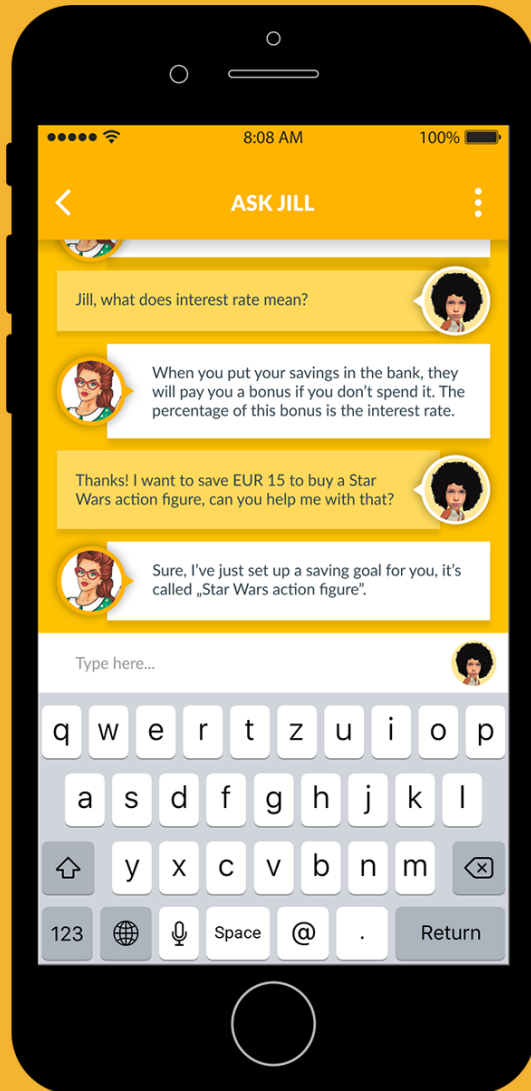 8:08 AM
100%
ASK JILL
Jill, what does interest rate mean?
When you put your savings in the bank, they
will pay you a bonus if you don’t spend it. The
percentage of this bonus is the interest rate.
Thanks! I want to save EUR 15 to buy a Star
Wars action figure, can you help me with that?
Sure, I’ve just set up a saving goal for you, it’s
called „Star Wars action figure”.
Type here...
q w e r t z u i o p
a s d f g h j k l
y x c v b n m
123 Space @ . Return